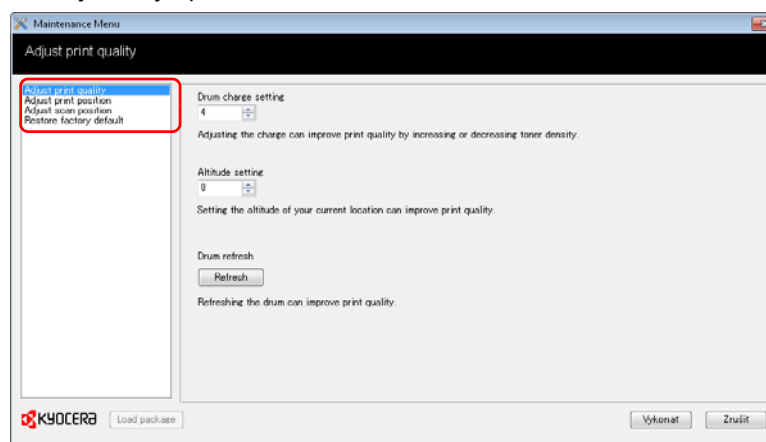 Maintenance Menu
Adjust print quality
Adjust print quality
Adjust print position
Adjust scan position
Restore factory default
Drum charge setting
4
Adjusting the charge can improve print quality by increasing or decreasing toner density.
Altitude setting
0
Setting the altitude of your current location can improve print quality.
Drum refresh
Refresh
Refreshing the drum can improve print quality.
KYOCERA
Load package
Vykonat
Zrušit